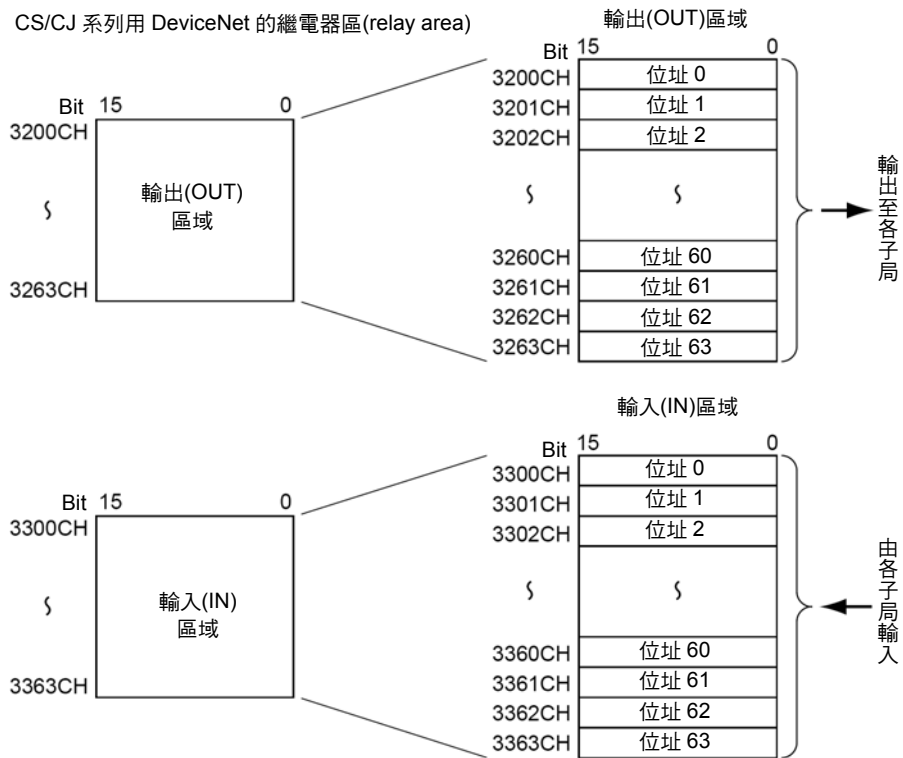 CS/CJ 系列用 DeviceNet 的繼電器區(relay area)
Bit 15 0
3200CH
輸出(OUT)
區域
∫
3263CH
輸出(OUT)區域
Bit 15 0
3200CH 位址 0
3201CH 位址 1
3202CH 位址 2
∫ ∫
3260CH 位址 60
3261CH 位址 61
3262CH 位址 62
3263CH 位址 63
輸出至各子局
Bit 15 0
3300CH
輸入(IN)
區域
∫
3363CH
輸入(IN)區域
Bit 15 0
3300CH 位址 0
3301CH 位址 1
3302CH 位址 2
∫ ∫
3360CH 位址 60
3361CH 位址 61
3362CH 位址 62
3363CH 位址 63
由各子局輸入